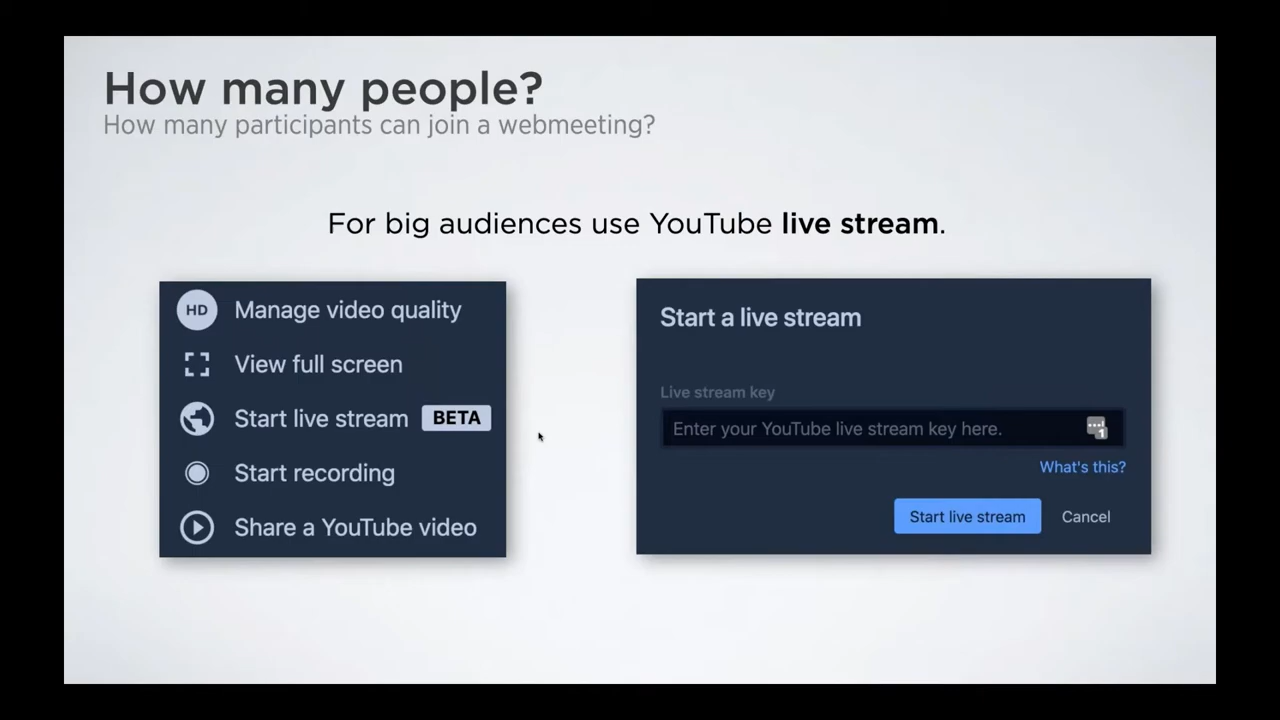 How many people?
How many participants can join a webmeeting?
For big audiences use YouTube live stream.
HD Manage video quality
View full screen
Start live stream BETA
Start recording
Share a YouTube video
Start a live stream
Live stream key
Enter your YouTube live stream key here. 1
What's this?
Start live stream Cancel